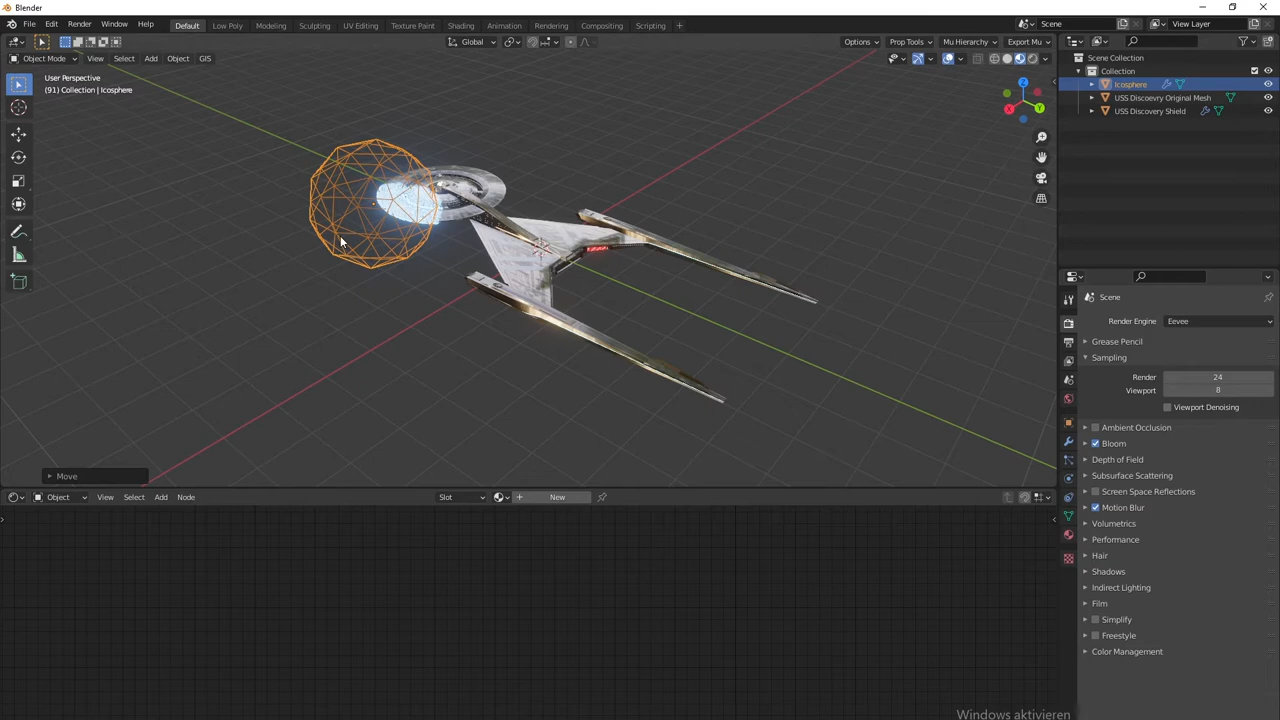 Blender
File Edit Render Window Help Default Low Poly Modeling Sculpting UV Editing Texture Paint Shading Animation Rendering Compositing Scripting + Scene View Layer
Global Options Prop Tools Mu Hierarchy Export Mu
Object Mode View Select Add Object GIS
User Perspective
(91) Collection | Icosphere
Z
X Y
Move
Scene Collection
Collection
Icosphere
USS Discoevry Original Mesh
USS Discovery Shield
Scene
Render Engine Eevee
Grease Pencil
Sampling
Render 24
Viewport 8
Viewport Denoising
Ambient Occlusion
Bloom
Depth of Field
Subsurface Scattering
Screen Space Reflections
Motion Blur
Volumetrics
Performance
Hair
Shadows
Indirect Lighting
Film
Simplify
Freestyle
Color Management
Object View Select Add Node Slot New
Windows aktivieren